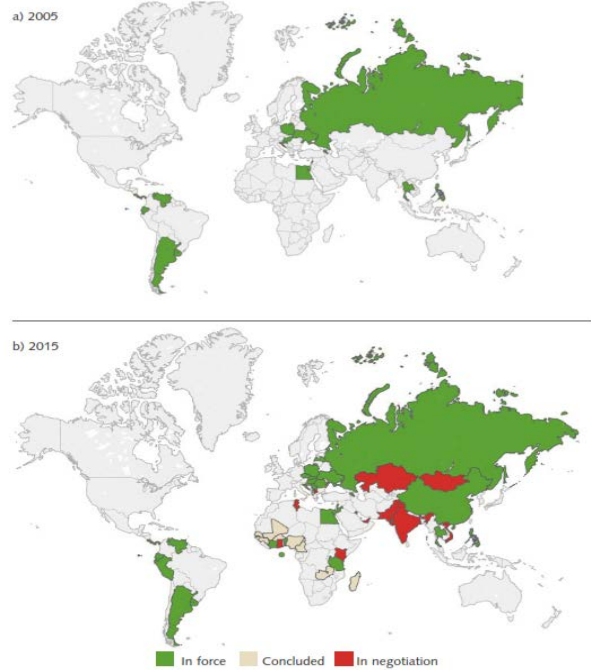 a) 2005
b) 2015
In force
Concluded
In negotiation